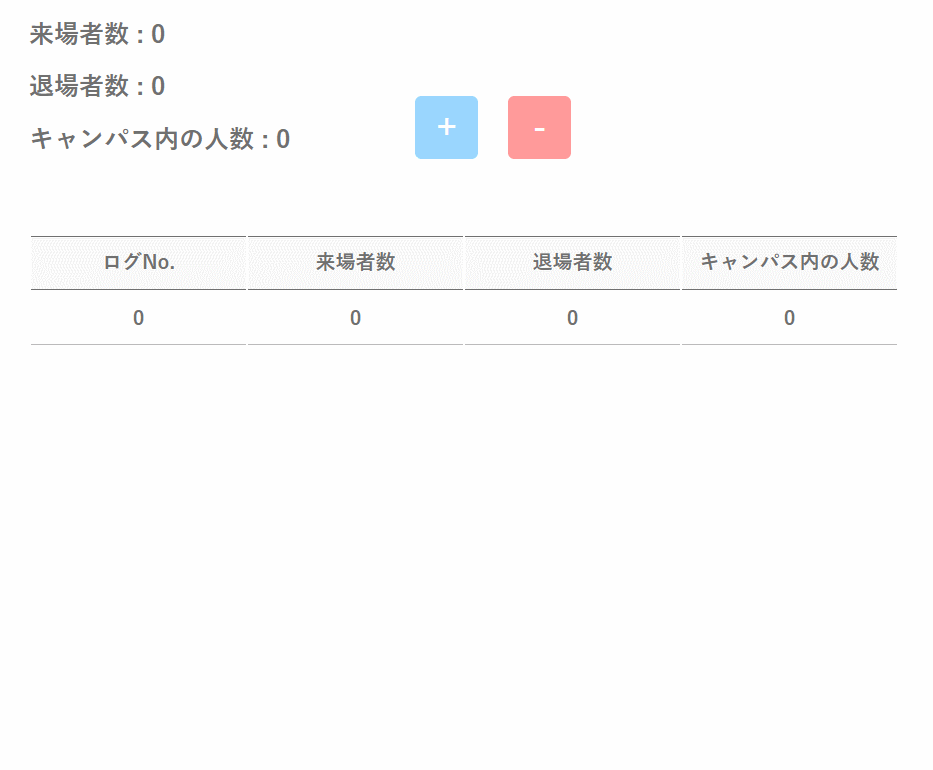 来場者数 : 0
退場者数 : 0
キャンパス内の人数 : 0
+ -
ログNo. 来場者数 退場者数 キャンパス内の人数
0 0 0 0